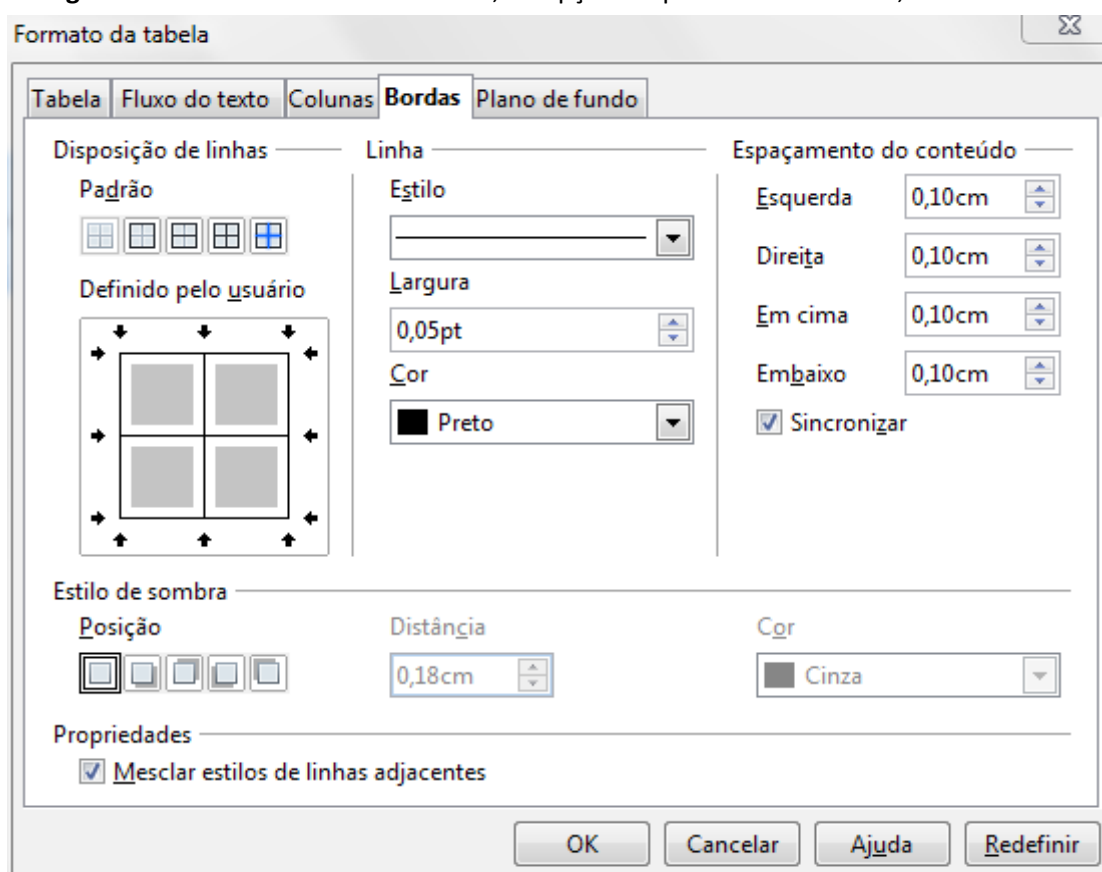 Formato da tabela
Tabela Fluxo do texto Colunas Bordas Plano de fundo
Disposição de linhas
Padrão
Definido pelo usuário
Linha
Estilo
Largura
0,05pt
Cor
Preto
Espaçamento do conteúdo
Esquerda 0,10cm
Direita 0,10cm
Em cima 0,10cm
Embaixo 0,10cm
Sincronizar
Estilo de sombra
Posição
Distância
0,18cm
Cor
Cinza
Propriedades
Mesclar estilos de linhas adjacentes
OK Cancelar Ajuda Redefinir